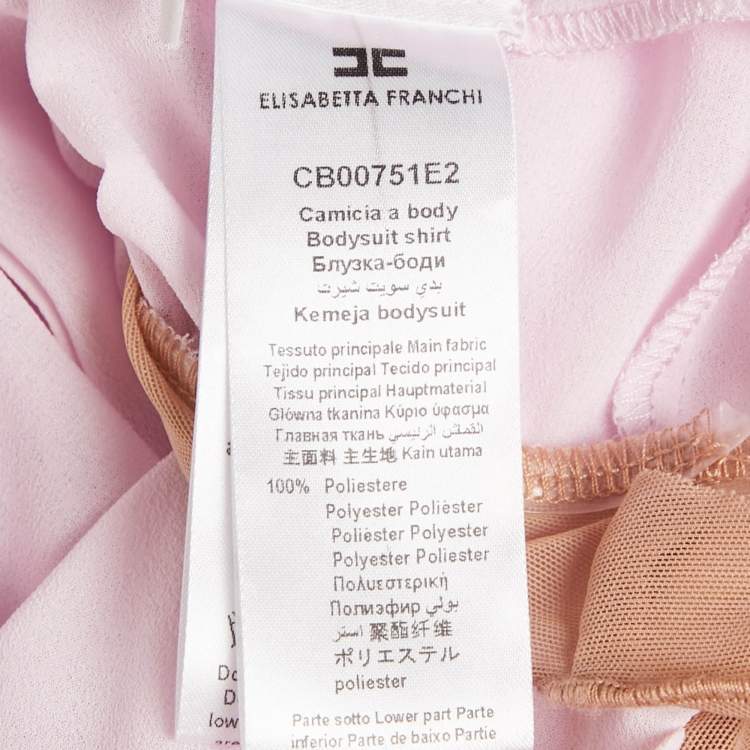 ELISABETTA FRANCHI
CB00751E2
Camicia a body
Bodysuit shirt
Блузка-боди
بدي سويت شيرت
Kemeja bodysuit
Tessuto principale Main fabric
Tejido principal Tecido principal
Tissu principal Hauptmaterial
Główna tkanina Κύριο ύφασμα
Главная ткань القماش الرئيسي
主面料 主生地 Kain utama
100% Poliestere
Polyester Poliéster
Poliéster Polyester
Polyester Poliester
Πολυεστερική
Полиэфир بولي
استر 聚酯纤维
ポリエステル
poliester
Parte sotto Lower part Parte
inferior Parte de baixo Partie
low